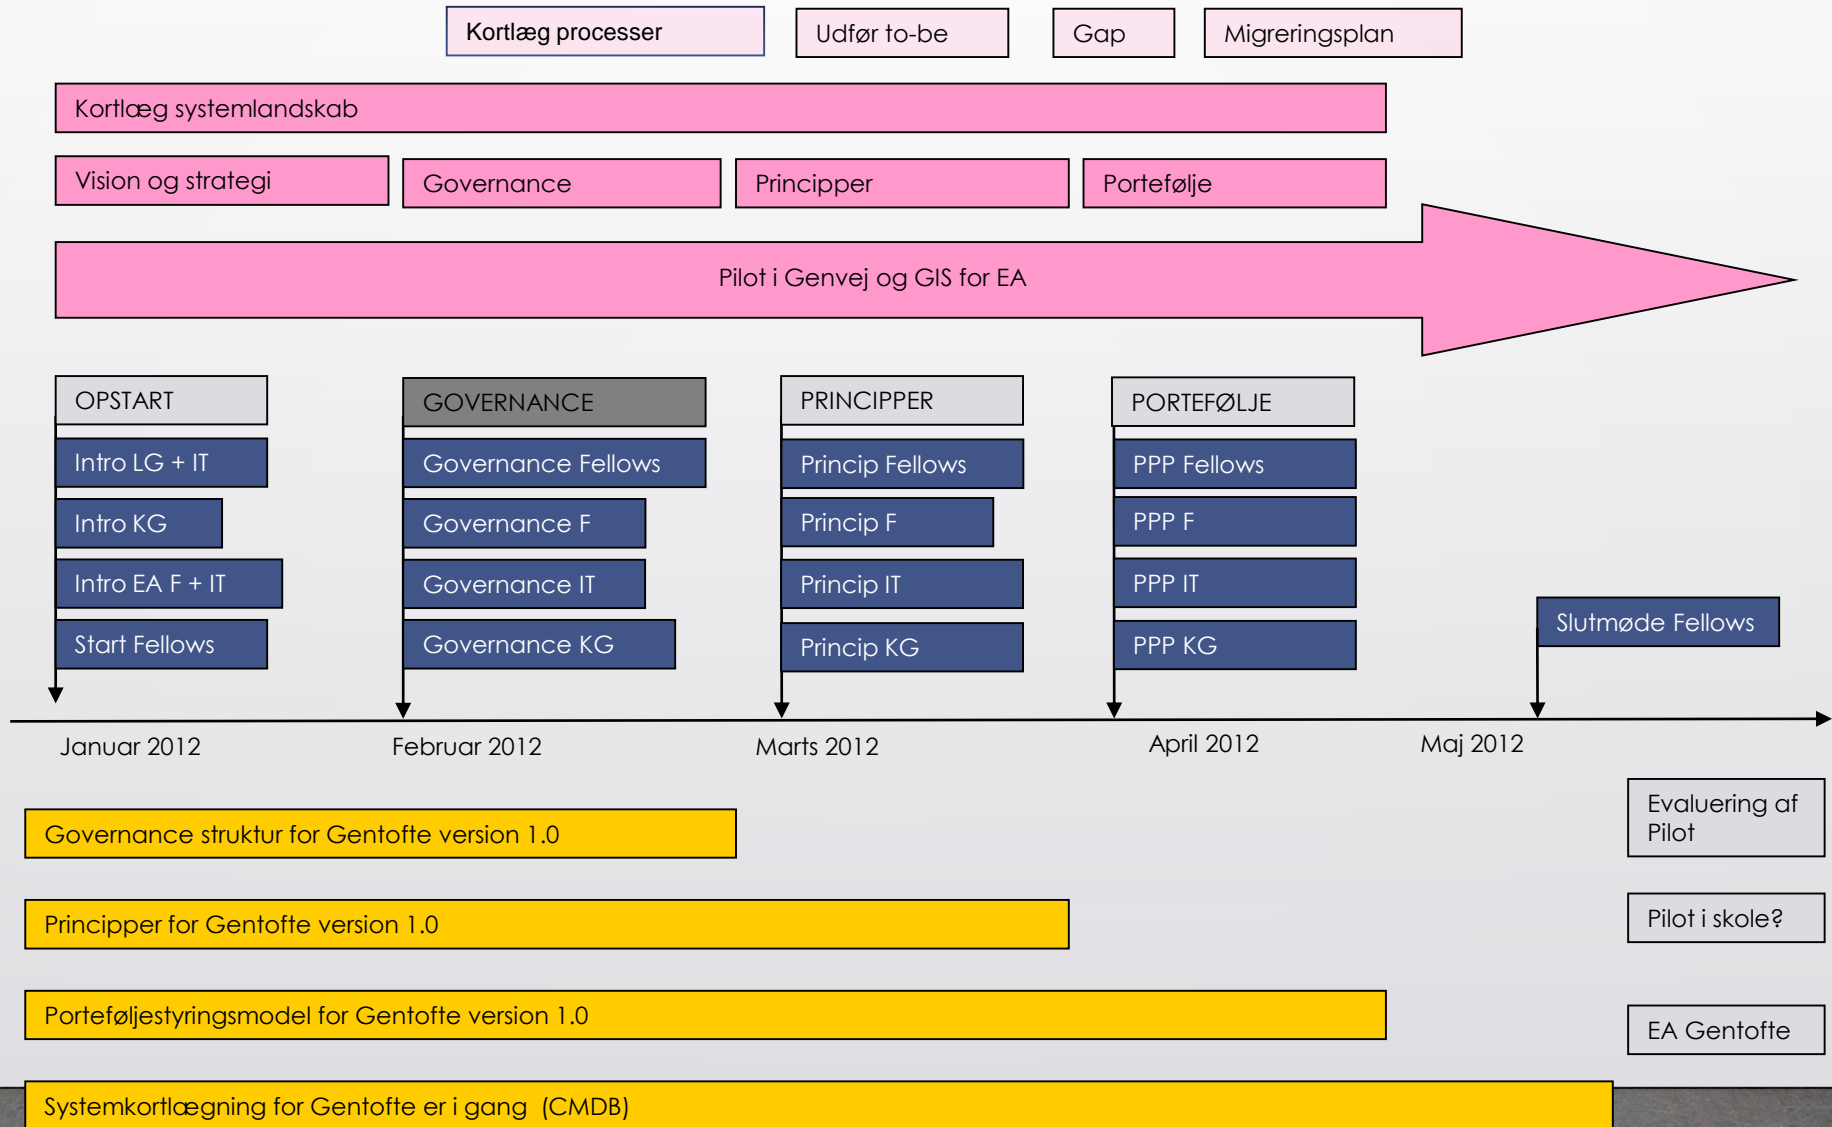 Kortlæg processer
Udfør to-be
Gap
Migreringsplan
Kortlæg systemlandskab
Vision og strategi
Governance
Principper
Portefølje
Pilot i Genvej og GIS for EA
OPSTART
Intro LG + IT
Intro KG
Intro EA F + IT
Start Fellows
GOVERNANCE
Governance Fellows
Governance F
Governance IT
Governance KG
PRINCIPPER
Princip Fellows
Princip F
Princip IT
Princip KG
PORTEFØLJE
PPP Fellows
PPP F
PPP IT
PPP KG
Slutmøde Fellows
Januar 2012
Februar 2012
Marts 2012
April 2012
Maj 2012
Governance struktur for Gentofte version 1.0
Principper for Gentofte version 1.0
Porteføljestyringsmodel for Gentofte version 1.0
Systemkortlægning for Gentofte er i gang  (CMDB)
Evaluering af
Pilot
Pilot i skole?
EA Gentofte